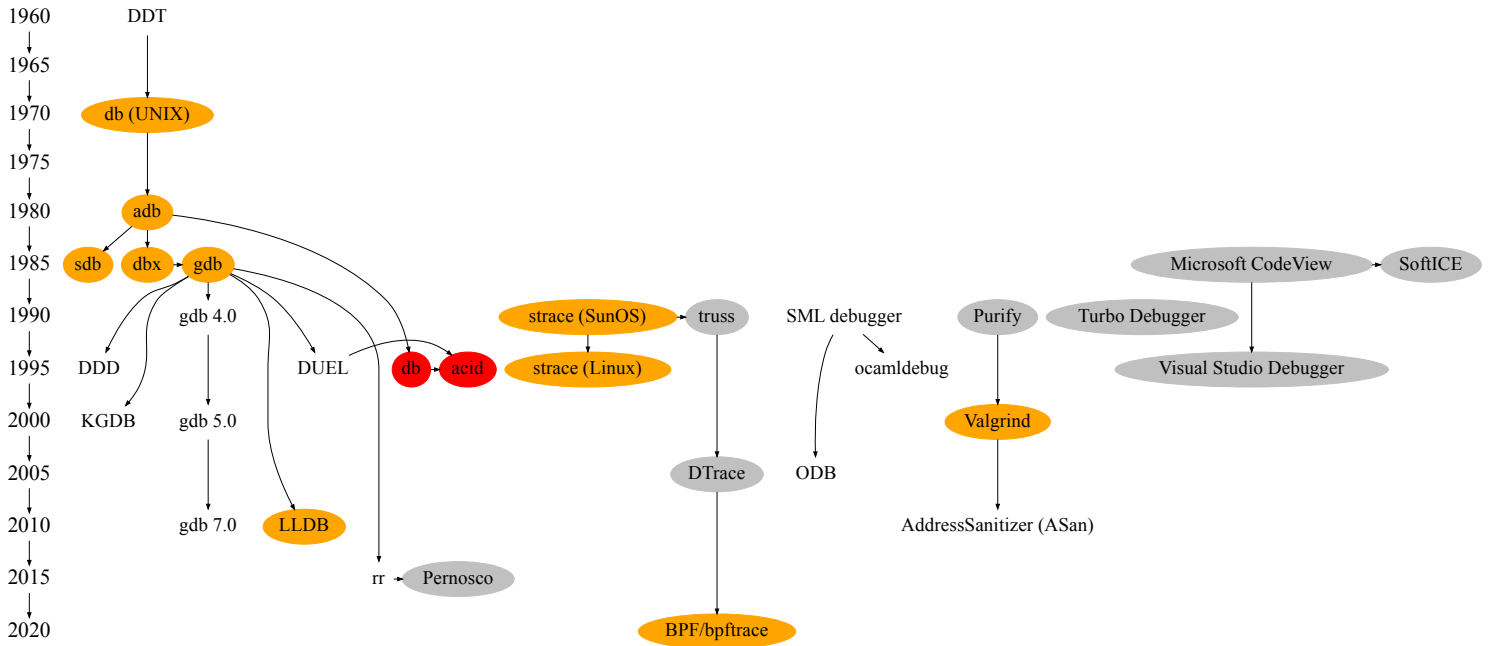 1960
DDT
1965
1970
db (UNIX)
1975
1980
adb
1985
sdb
dbx
gdb
Microsoft CodeView
SoftICE
1990
gdb 4.0
strace (SunOS)
truss
SML debugger
Purify
Turbo Debugger
1995
DDD
DUEL
db
acid
strace (Linux)
ocamldebug
Visual Studio Debugger
2000
KGDB
gdb 5.0
Valgrind
2005
DTrace
ODB
2010
gdb 7.0
LLDB
AddressSanitizer (ASan)
2015
rr
Pernosco
2020
BPF/bpftrace